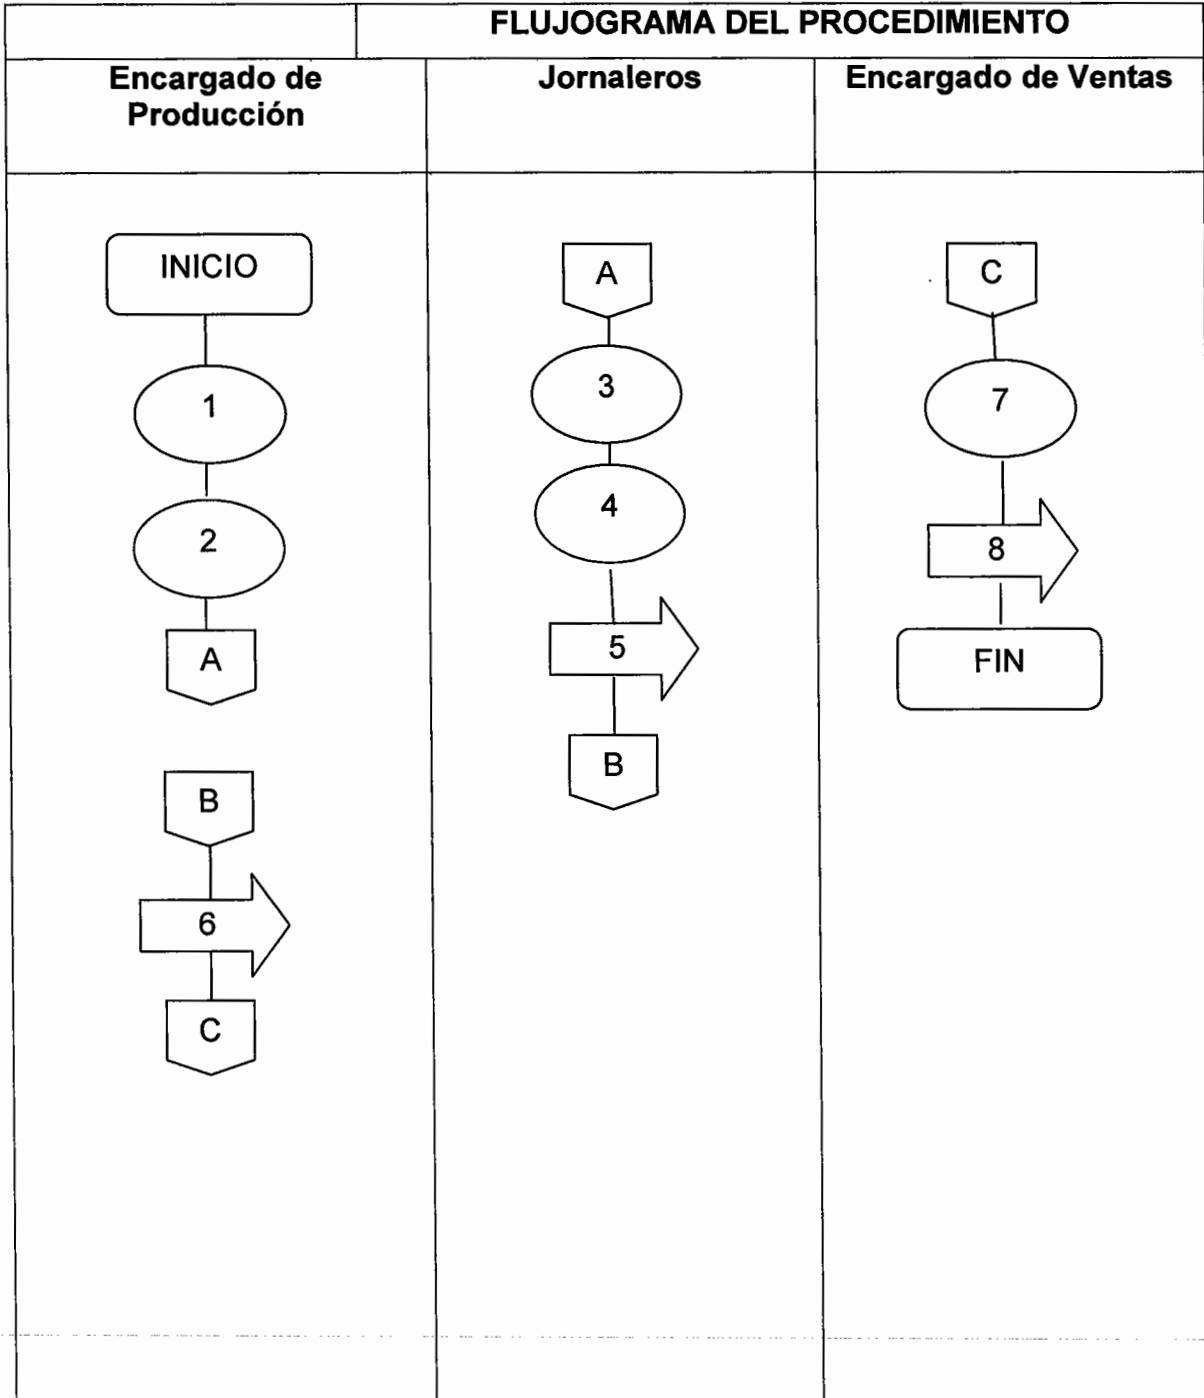 FLUJOGRAMA DEL PROCEDIMIENTO
Encargado de
Producción
Jornaleros
Encargado de Ventas
INICIO
1
2
A
B
6
C
A
3
4
5
B
C
7
8
FIN